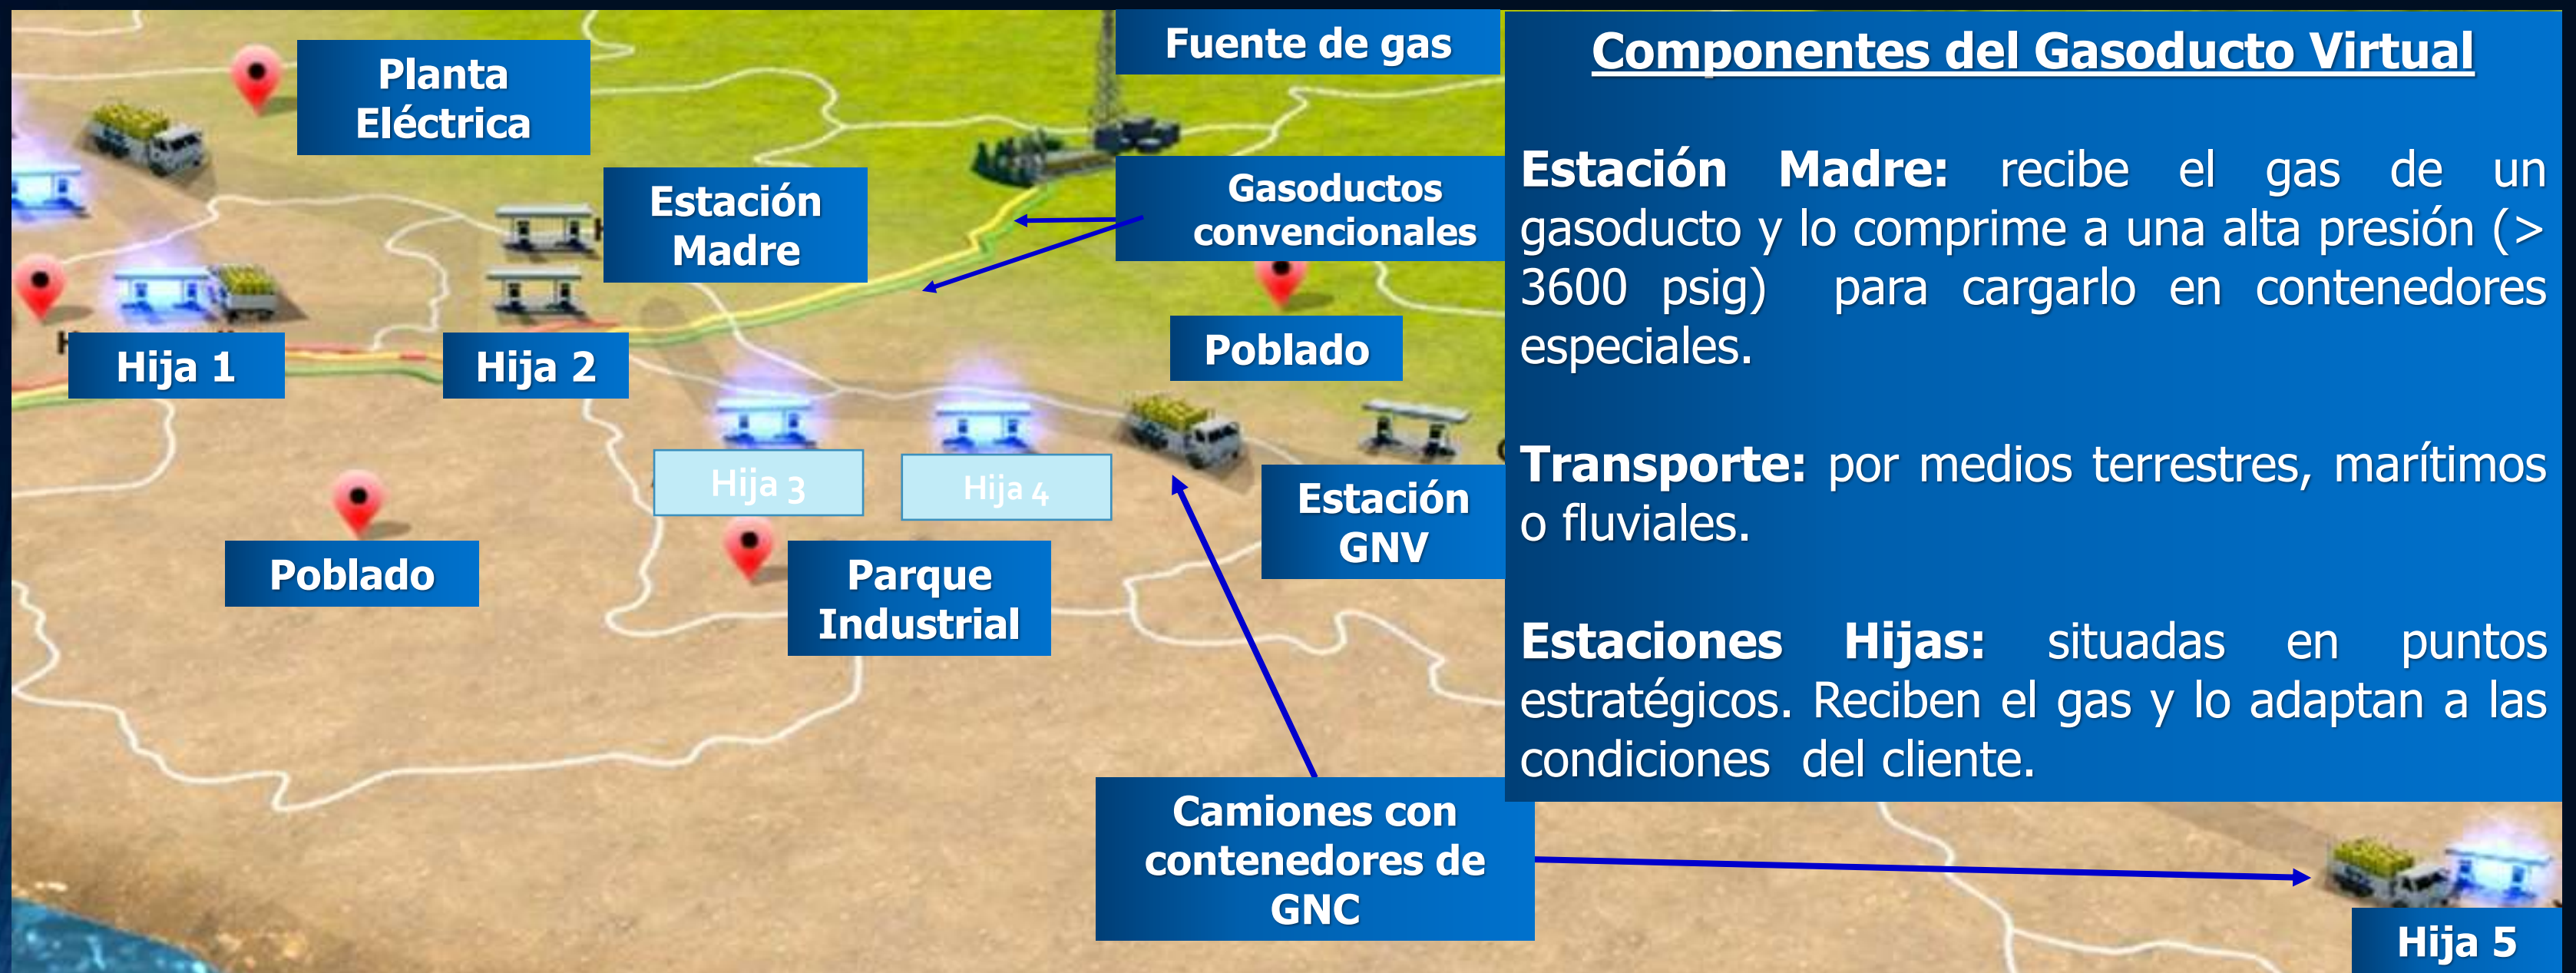 Planta
Eléctrica
Fuente de gas
Estación
Madre
Gasoductos
convencionales
Hija 1
Hija 2
Poblado
Hija 3
Hija 4
Estación
GNV
Poblado
Parque
Industrial
Camiones con
contenedores de
GNC
Hija 5
Componentes del Gasoducto Virtual
Estación Madre: recibe el gas de un
gasoducto y lo comprime a una alta presión (>
3600 psig) para cargarlo en contenedores
especiales.
Transporte: por medios terrestres, marítimos
o fluviales.
Estaciones Hijas: situadas en puntos
estratégicos. Reciben el gas y lo adaptan a las
condiciones del cliente.